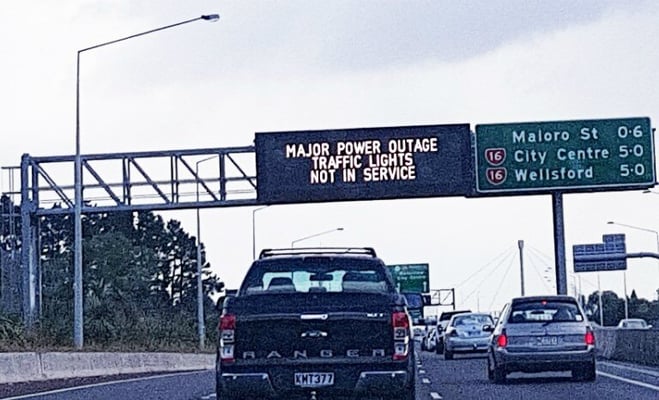 MAJOR POWER OUTAGE
TRAFFIC LIGHTS
NOT IN SERVICE
Maioro St 0.6
16 City Centre 5.0
16 Wellsford 5.0
RANGER
KMT377